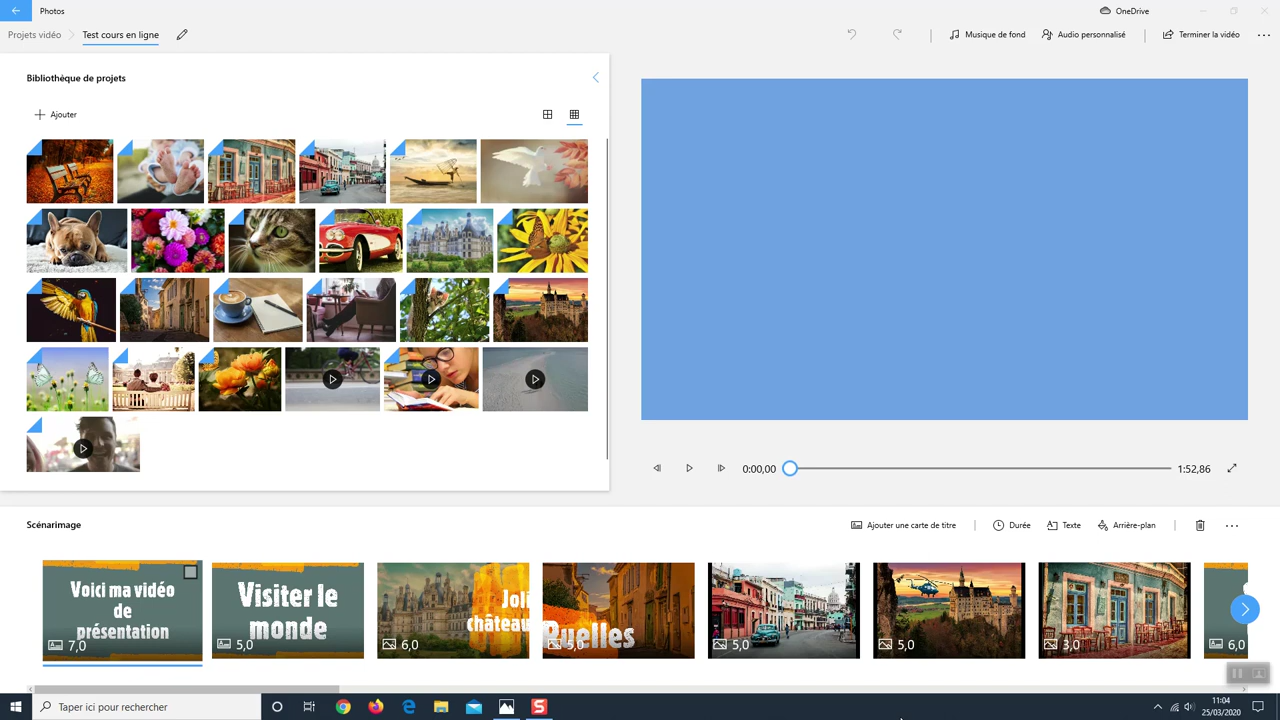 Photos
OneDrive
Projets vidéo
Test cours en ligne
Musique de fond
Audio personnalisé
Terminer la vidéo
Bibliothèque de projets
Ajouter
0:00,00
1:52,86
Scénarimage
Ajouter une carte de titre
Durée
Texte
Arrière-plan
Voici ma vidéo
de
présentation
7,0
Visiter le
monde
5,0
Joli
château
6,0
Ruelles
5,0
5,0
5,0
3,0
6,0
Taper ici pour rechercher
11:04
25/03/2020